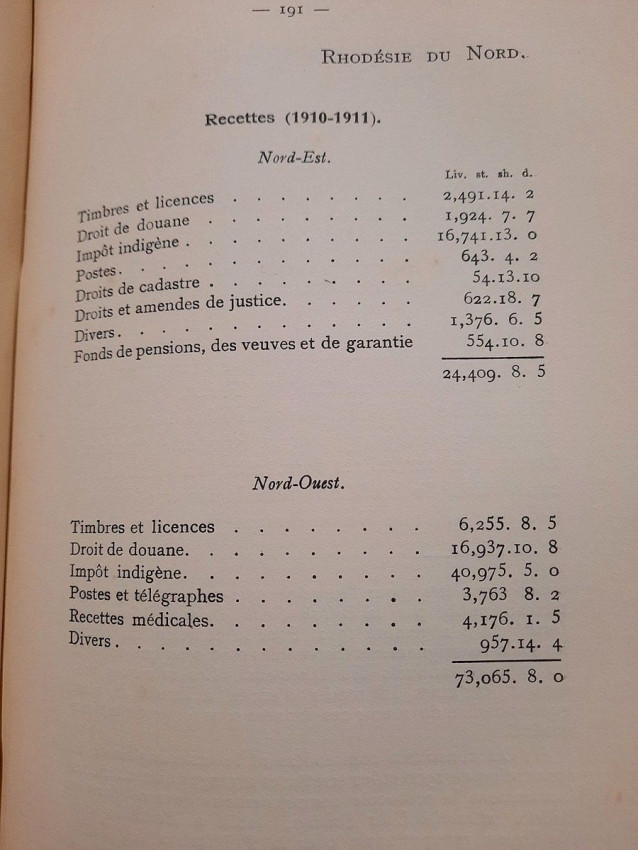 — 191 —
Rhodésie du Nord.
Recettes (1910-1911).
Nord-Est.
Liv. st. sh. d.
Timbres et licences . . . . . . . . 2,491.14. 2
Droit de douane . . . . . . . . 1,924. 7. 7
Impôt indigène . . . . . . . . . 16,741.13. 0
Postes. . . . . . . . . . . . 643. 4. 2
Droits de cadastre . . . . . . . . 54.13.10
Droits et amendes de justice. . . . . . 622.18. 7
Divers. . . . . . . . . . . . 1,376. 6. 5
Fonds de pensions, des veuves et de garantie 554.10. 8
24,409. 8. 5
Nord-Ouest.
Timbres et licences . . . . . . . . 6,255. 8. 5
Droit de douane. . . . . . . . . . 16,937.10. 8
Impôt indigène. . . . . . . . . . 40,975. 5. 0
Postes et télégraphes . . . . . . . . 3,763 8. 2
Recettes médicales. . . . . . . . . 4,176. 1. 5
Divers . . . . . . . . . . . . . 957.14. 4
73,065. 8. 0